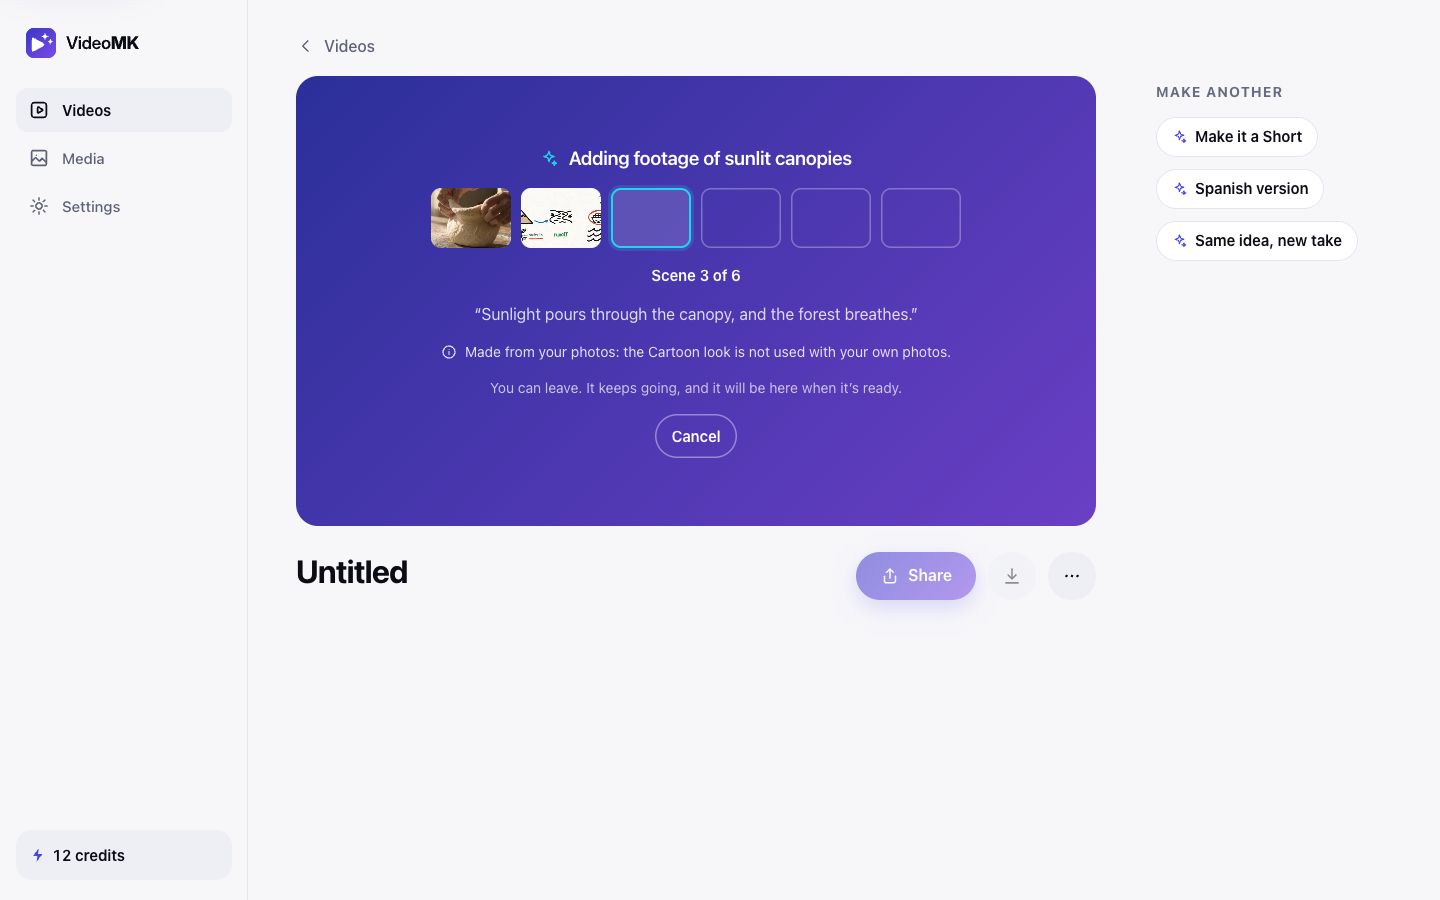 VideoMK
Videos
Media
Settings
12 credits
Videos
Adding footage of sunlit canopies
runoff
Scene 3 of 6
“Sunlight pours through the canopy, and the forest breathes.”
Made from your photos: the Cartoon look is not used with your own photos.
You can leave. It keeps going, and it will be here when it’s ready.
Cancel
Untitled
Share
MAKE ANOTHER
Make it a Short
Spanish version
Same idea, new take